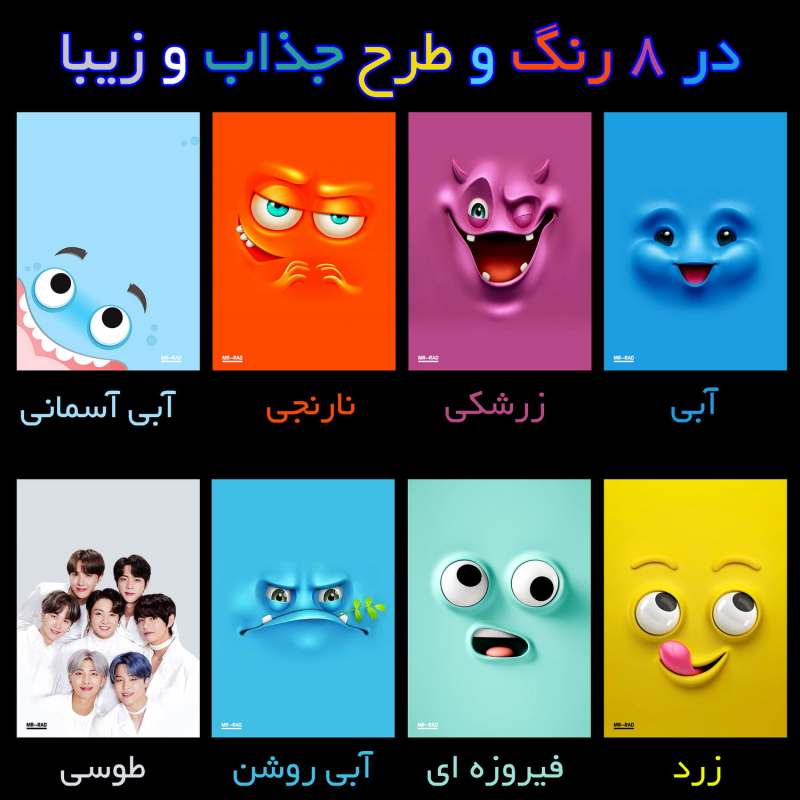 در ۸ رنگ و طرح جذاب و زیبا
MR-RAD MR-RAD MR-RAD MR-RAD
آبی زرشکی نارنجی آبی آسمانی
MR-RAD MR-RAD MR-RAD MR-RAD
زرد فیروزه ای آبی روشن طوسی